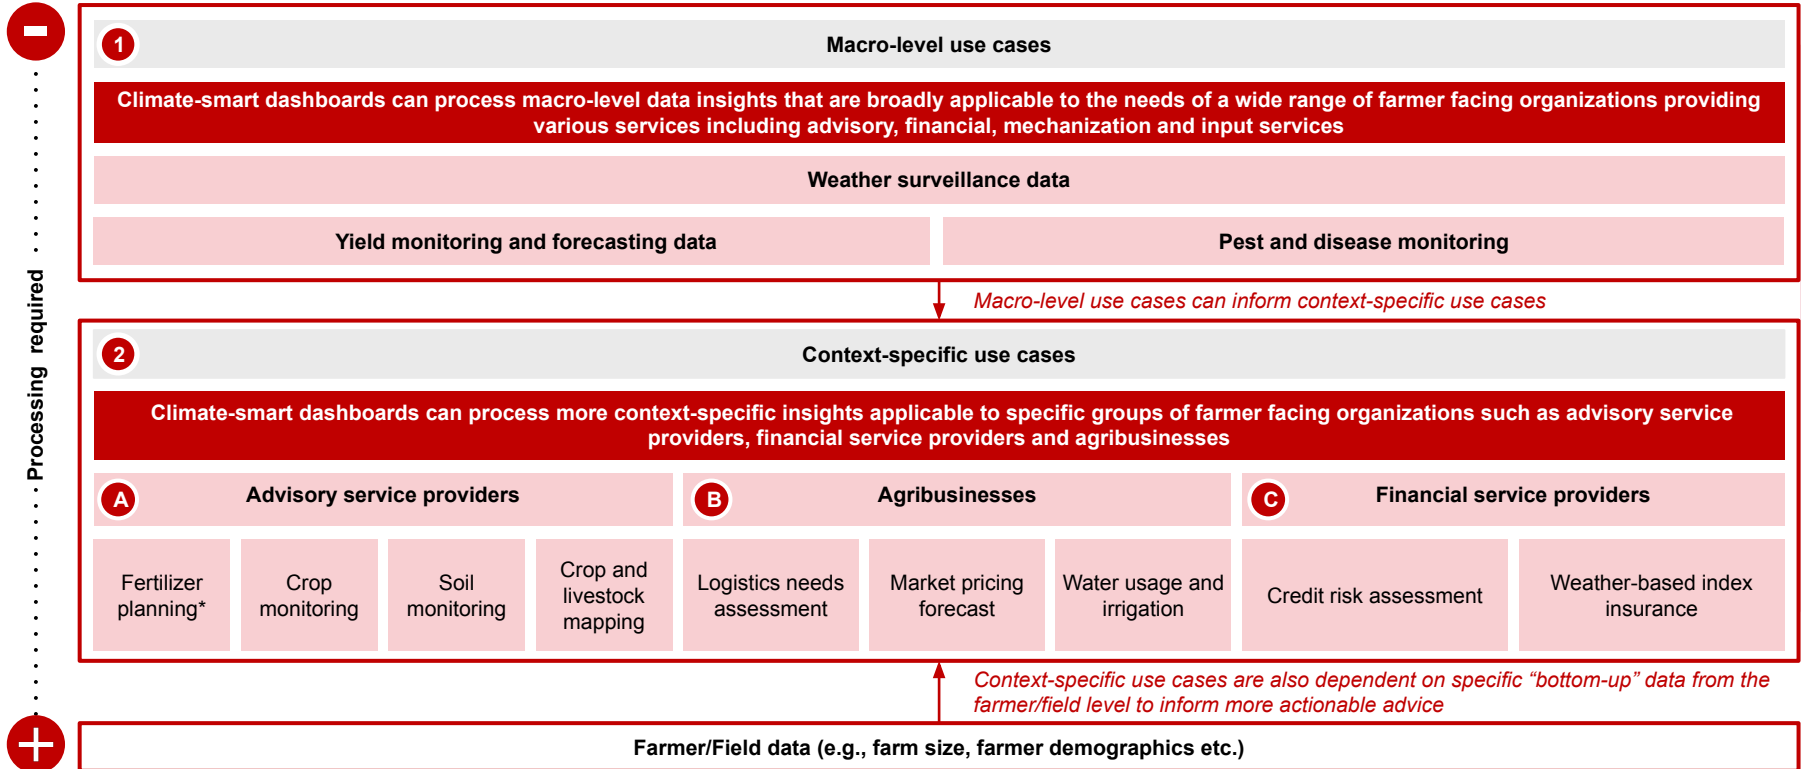 1
Macro-level use cases
Climate-smart dashboards can process macro-level data insights that are broadly applicable to the needs of a wide range of farmer facing organizations providing
various services including advisory, financial, mechanization and input services
Weather surveillance data
Yield monitoring and forecasting data
Pest and disease monitoring
Macro-level use cases can inform context-specific use cases
Processing required
2
Context-specific use cases
Climate-smart dashboards can process more context-specific insights applicable to specific groups of farmer facing organizations such as advisory service
providers, financial service providers and agribusinesses
A
Advisory service providers
B
Agribusinesses
C
Financial service providers
Fertilizer
planning*
Crop
monitoring
Soil
monitoring
Crop and
livestock
mapping
Logistics needs
assessment
Market pricing
forecast
Water usage and
irrigation
Credit risk assessment
Weather-based index
insurance
Context-specific use cases are also dependent on specific “bottom-up” data from the
farmer/field level to inform more actionable advice
Farmer/Field data (e.g., farm size, farmer demographics etc.)